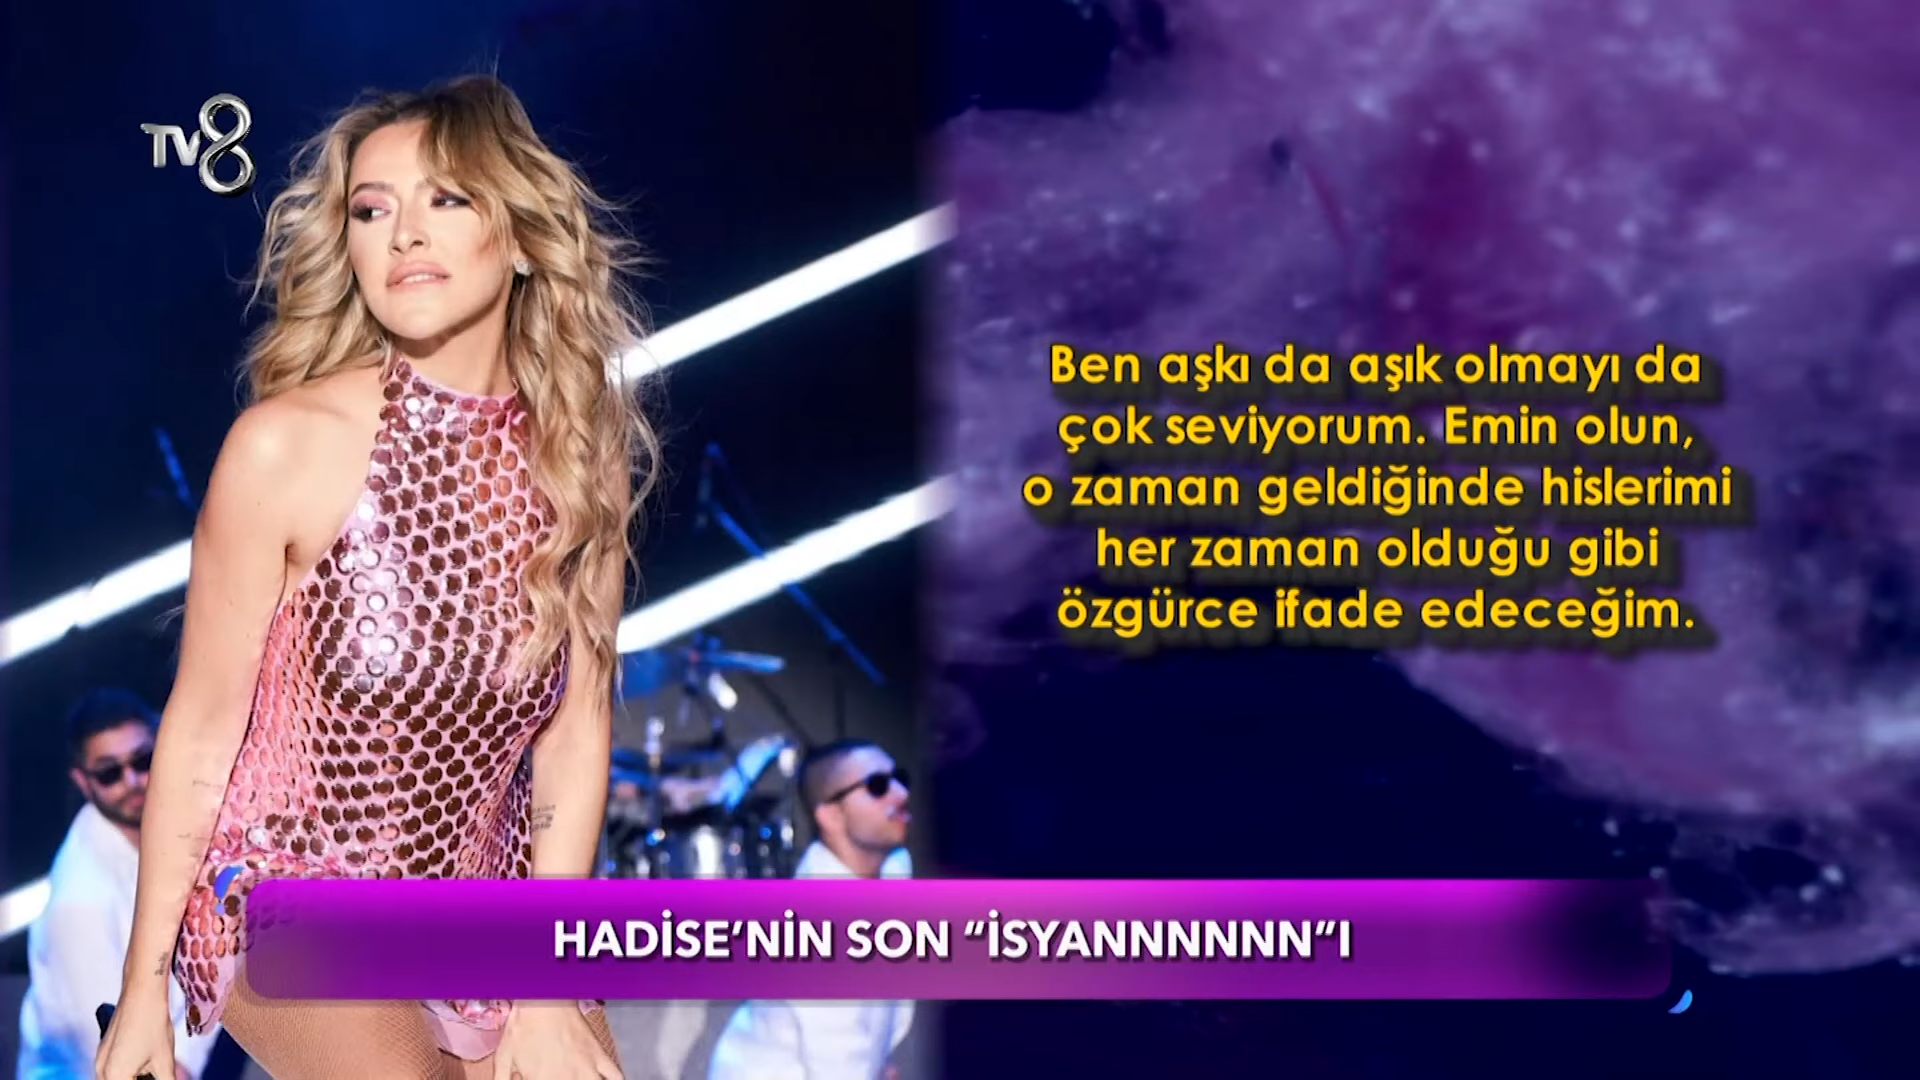 TV8
Ben aşkı da aşık olmayı da
çok seviyorum. Emin olun,
o zaman geldiğinde hislerimi
her zaman olduğu gibi
özgürce ifade edeceğim.
HADİSE'NİN SON "İSYANNNNNN"I